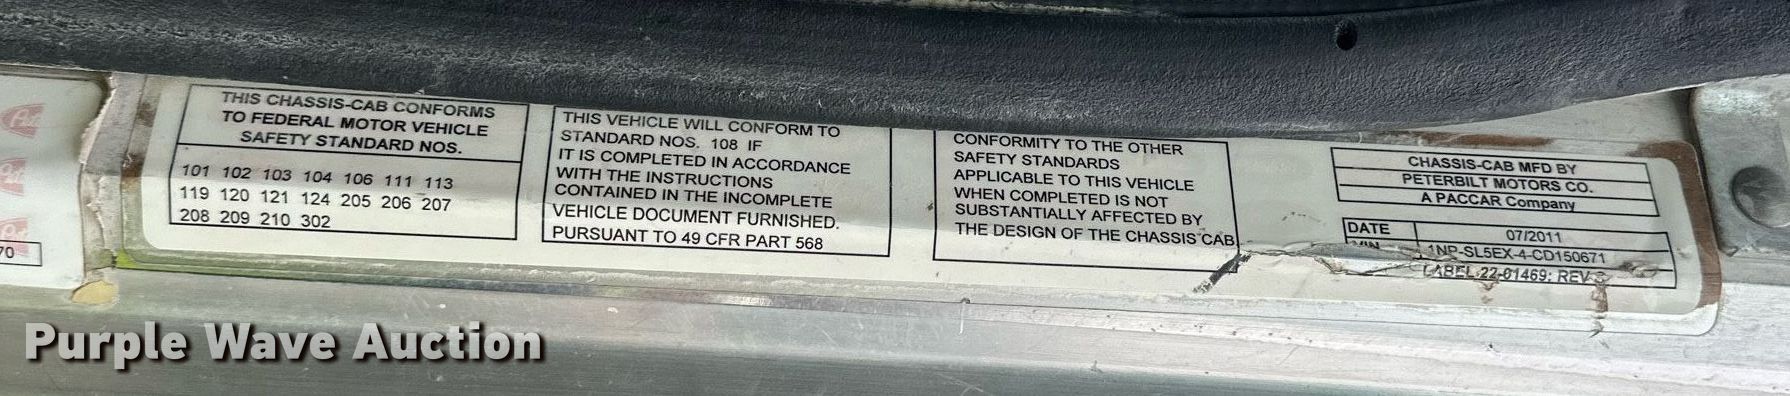 THIS CHASSIS-CAB CONFORMS
TO FEDERAL MOTOR VEHICLE
SAFETY STANDARD NOS.
101 102 103 104 106 111 113
119 120 121 124 205 206 207
208 209 210 302
THIS VEHICLE WILL CONFORM TO
STANDARD NOS. 108 IF
IT IS COMPLETED IN ACCORDANCE
WITH THE INSTRUCTIONS
CONTAINED IN THE INCOMPLETE
VEHICLE DOCUMENT FURNISHED.
PURSUANT TO 49 CFR PART 568
CONFORMITY TO THE OTHER
SAFETY STANDARDS
APPLICABLE TO THIS VEHICLE
WHEN COMPLETED IS NOT
SUBSTANTIALLY AFFECTED BY
THE DESIGN OF THE CHASSIS CAB
CHASSIS-CAB MFD BY
PETERBILT MOTORS CO.
A PACCAR Company
DATE 07/2011
VIN 1NP-SL5EX-4-CD150671
LABEL 22-01469: REV
70
Purple Wave Auction